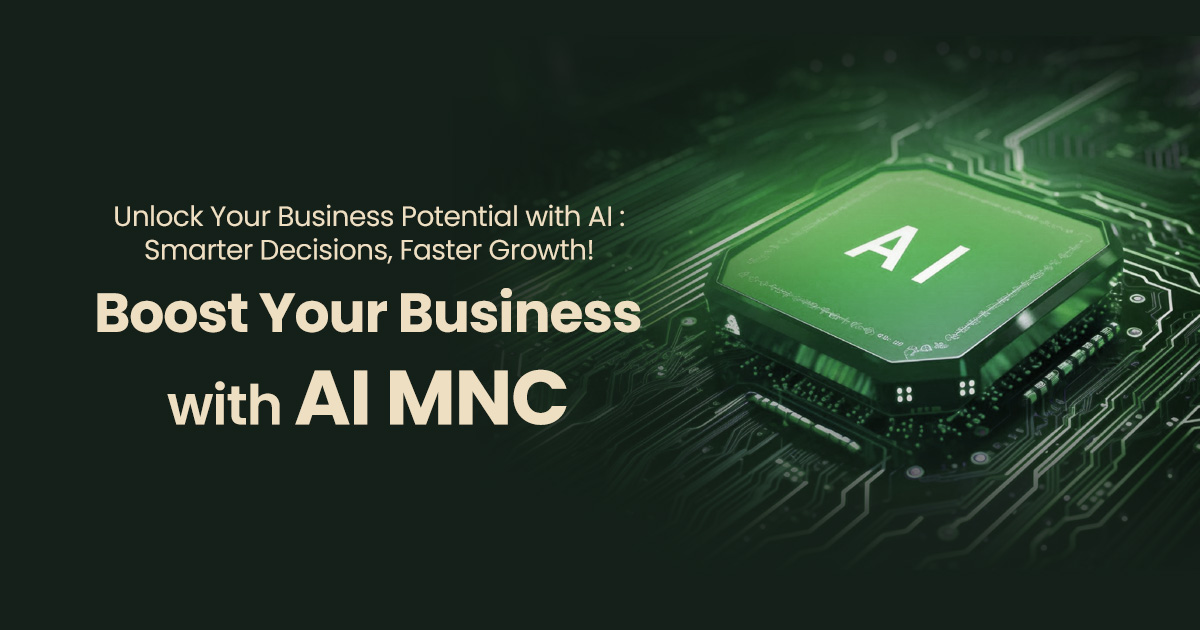 Unlock Your Business Potential with AI :
Smarter Decisions, Faster Growth!
Boost Your Business
with AI MNC
AI